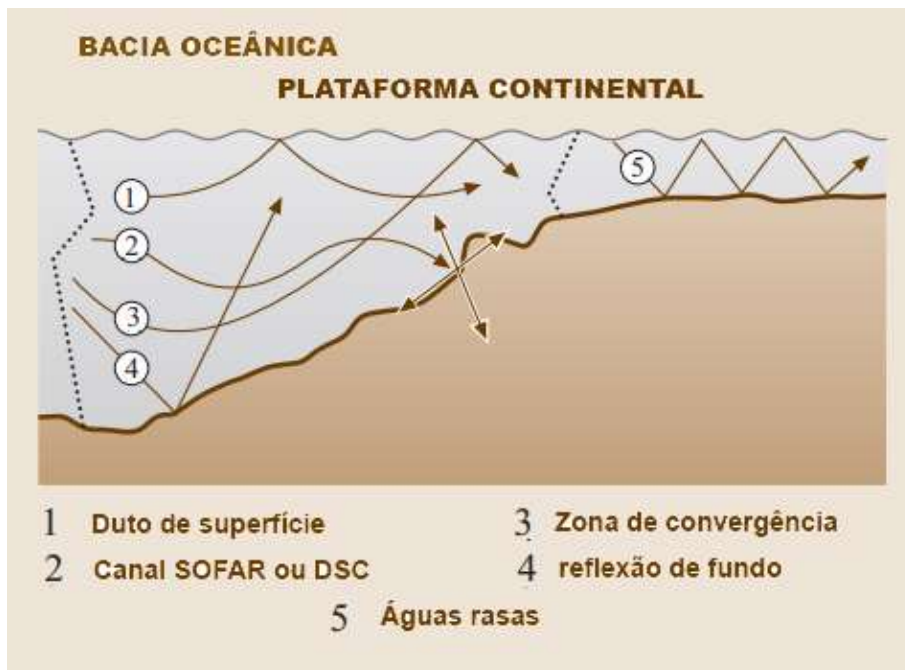 BACIA OCEÂNICA
PLATAFORMA CONTINENTAL
1
2
3
4
5
1 Duto de superfície
3 Zona de convergência
2 Canal SOFAR ou DSC
4 reflexão de fundo
5 Águas rasas